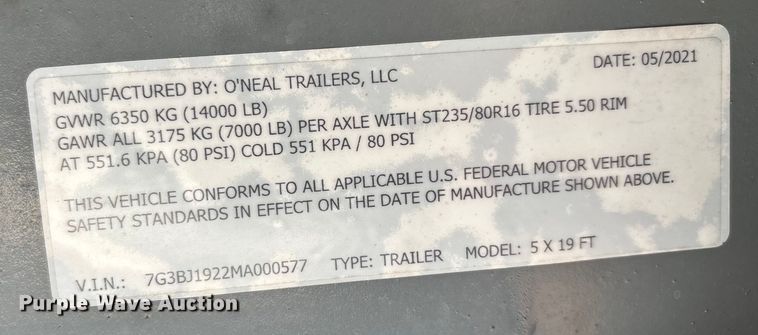 MANUFACTURED BY: O'NEAL TRAILERS, LLC DATE: 05/2021
GVWR 6350 KG (14000 LB)
GAWR ALL 3175 KG (7000 LB) PER AXLE WITH ST235/80R16 TIRE 5.50 RIM
AT 551.6 KPA (80 PSI) COLD 551 KPA / 80 PSI
THIS VEHICLE CONFORMS TO ALL APPLICABLE U.S. FEDERAL MOTOR VEHICLE
SAFETY STANDARDS IN EFFECT ON THE DATE OF MANUFACTURE SHOWN ABOVE.
V.I.N.: 7G3BJ1922MA000577 TYPE: TRAILER MODEL: 5 X 19 FT
Purple Wave Auction